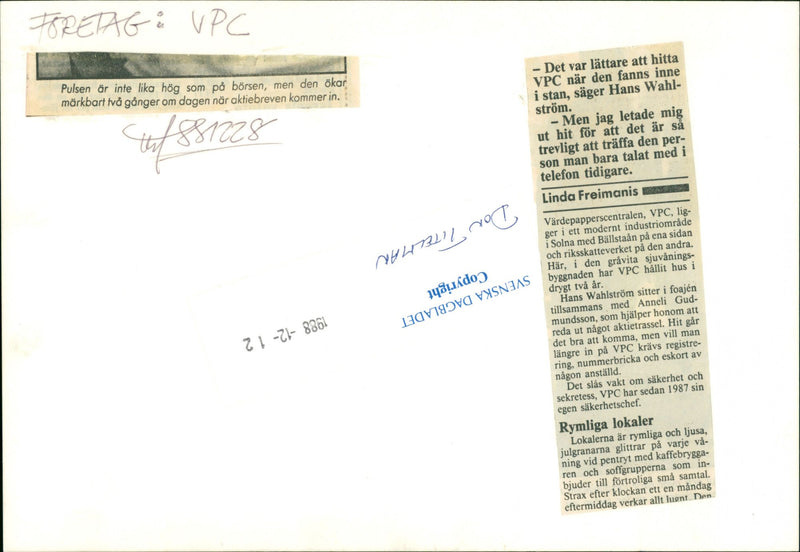 FÖRETAG: VPC
Pulsen är inte lika hög som på börsen, men den ökar
märkbart två gånger om dagen när aktiebreven kommer in.
881228
DON TITELMAN
Copyright
SVENSKA DAGBLADET
1988-12-12
– Det var lättare att hitta
VPC när den fanns inne
i stan, säger Hans Wahl-
ström.
– Men jag letade mig
ut hit för att det är så
trevligt att träffa den per-
son man bara talat med i
telefon tidigare.
Linda Freimanis
Värdepapperscentralen, VPC, lig-
ger i ett modernt industriområde
i Solna med Bällstaån på ena sidan
och riksskatteverket på den andra.
Här, i den gråvita sjuvånings-
byggnaden har VPC hållit hus i
drygt två år.
Hans Wahlström sitter i foajén
tillsammans med Anneli Gud-
mundsson, som hjälper honom att
reda ut något aktietrassel. Hit går
det bra att komma, men vill man
längre in på VPC krävs registre-
ring, nummerbricka och eskort av
någon anställd.
Det slås vakt om säkerhet och
sekretess, VPC har sedan 1987 sin
egen säkerhetschef.
Rymliga lokaler
Lokalerna är rymliga och ljusa,
julgranarna glittrar på varje vå-
ning vid pentryt med kaffebrygga-
ren och soffgrupperna som in-
bjuder till förtroliga små samtal.
Strax efter klockan ett en måndag
eftermiddag verkar allt lugnt. Den